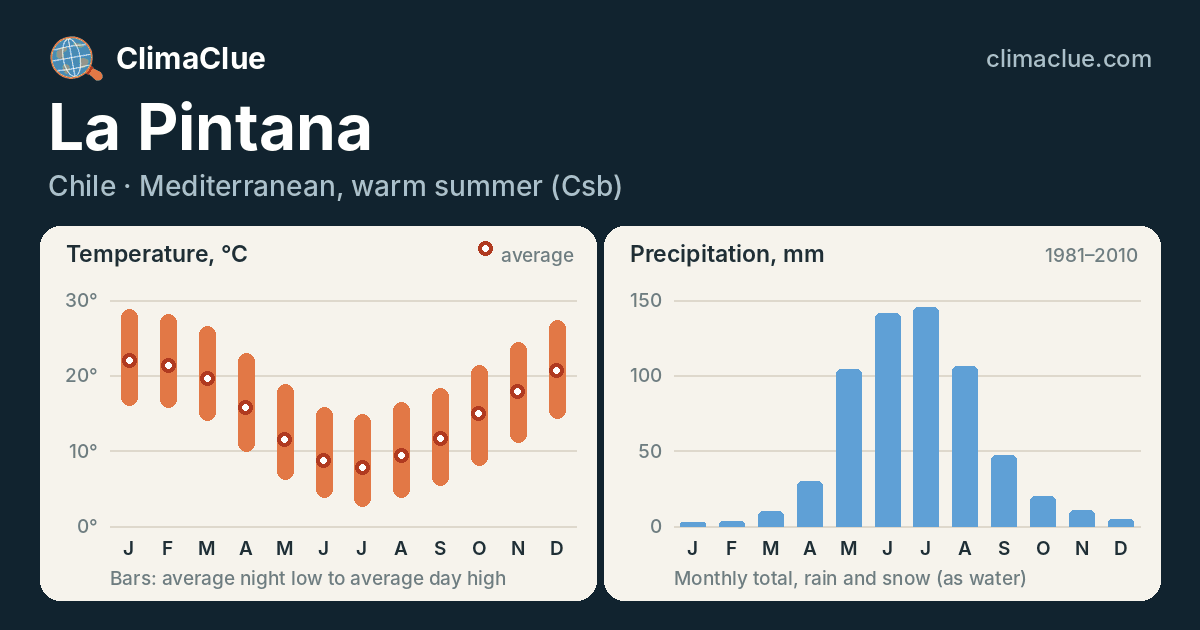 ClimaClue
climaclue.com
La Pintana
Chile · Mediterranean, warm summer (Csb)
Temperature, °C
average
30°
20°
10°
0°
J F M A M J J A S O N D
Bars: average night low to average day high
Precipitation, mm
1981–2010
150
100
50
0
J F M A M J J A S O N D
Monthly total, rain and snow (as water)